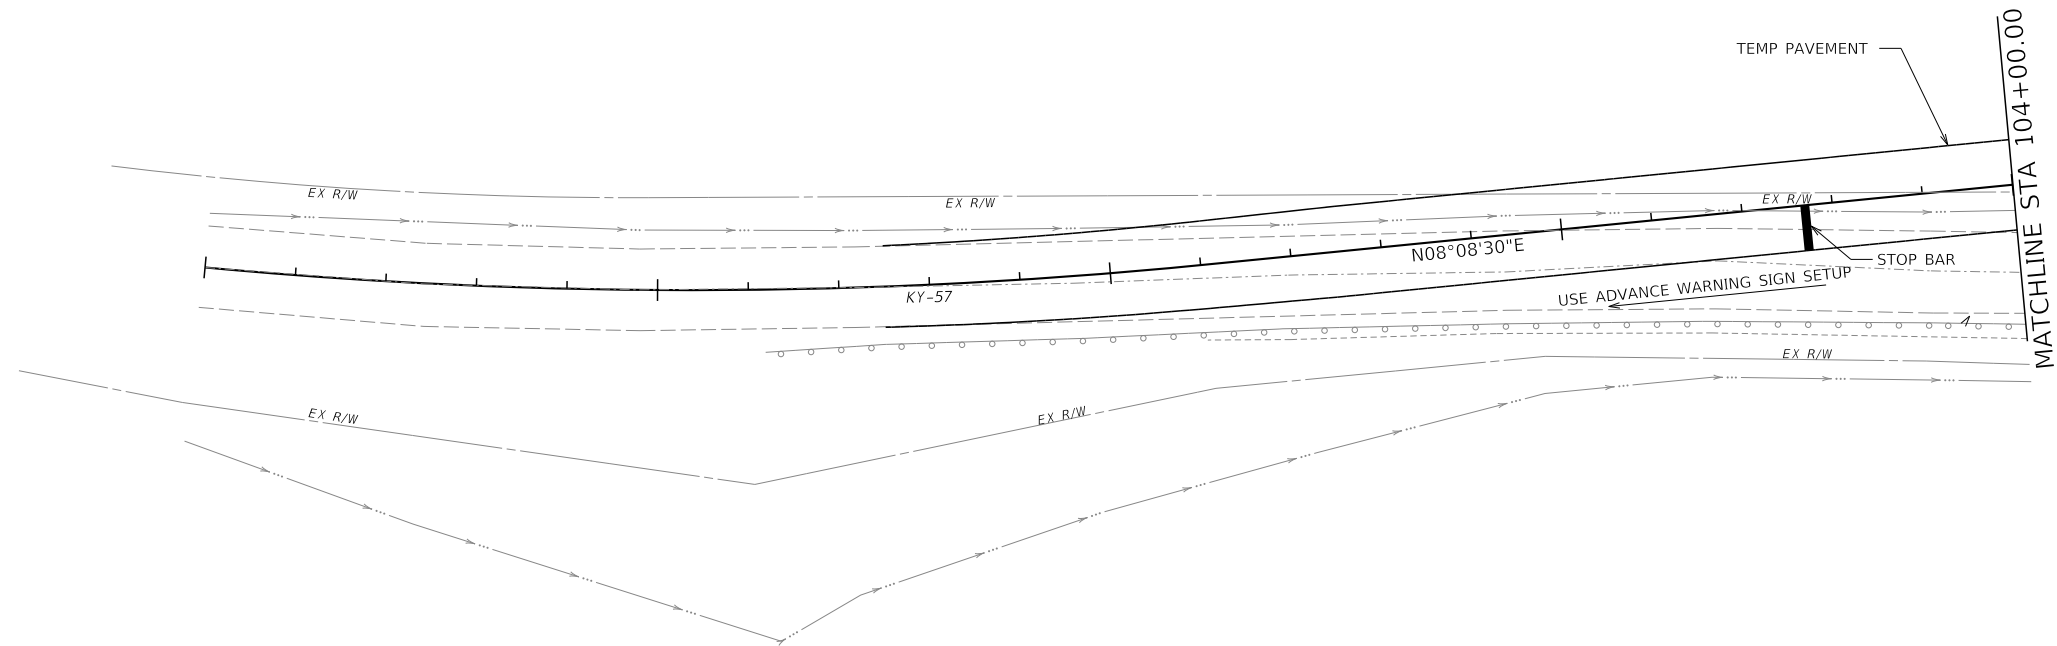 TEMP PAVEMENT
MATCHLINE STA 104+00.00
EX R/W
EX R/W
EX R/W
N08°08'30"E
STOP BAR
KY-57
USE ADVANCE WARNING SIGN SETUP
EX R/W
EX R/W
EX R/W